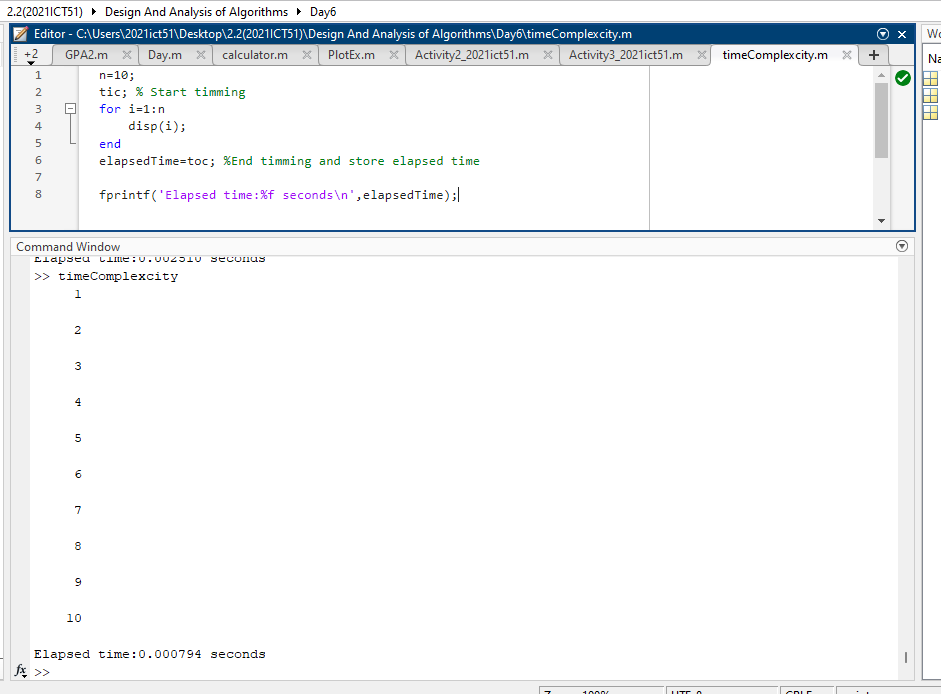 2.2(2021ICT51) Design And Analysis of Algorithms Day6
Editor - C:\Users\2021ict51\Desktop\2.2(2021ICT51)\Design And Analysis of Algorithms\Day6\timeComplexcity.m
+2 GPA2.m Day.m calculator.m PlotEx.m Activity2_2021ict51.m Activity3_2021ict51.m timeComplexcity.m +
1 n=10;
2 tic; % Start timming
3 for i=1:n
4 disp(i);
5 end
6 elapsedTime=toc; %End timming and store elapsed time
7
8 fprintf('Elapsed time:%f seconds\n',elapsedTime);
Command Window
Elapsed time:0.002510 seconds
>> timeComplexcity
1
2
3
4
5
6
7
8
9
10
Elapsed time:0.000794 seconds
fx >>